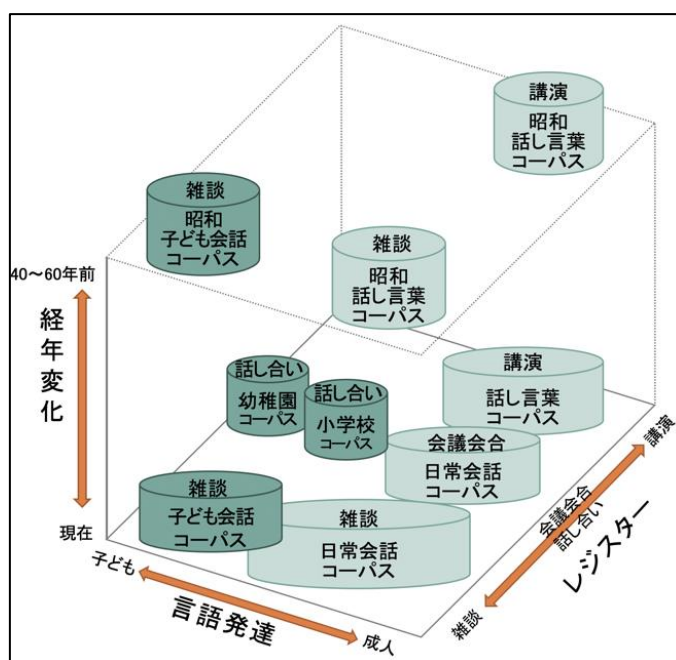 講演
昭和
話し言葉
コーパス
雑談
昭和
子ども会話
コーパス
雑談
昭和
話し言葉
コーパス
40～60年前
経年変化
現在
話し合い
幼稚園
コーパス
話し合い
小学校
コーパス
講演
話し言葉
コーパス
会議会合
日常会話
コーパス
雑談
子ども会話
コーパス
雑談
日常会話
コーパス
子ども
言語発達
成人
雑談
会議会合
話し合い
講演
レジスター